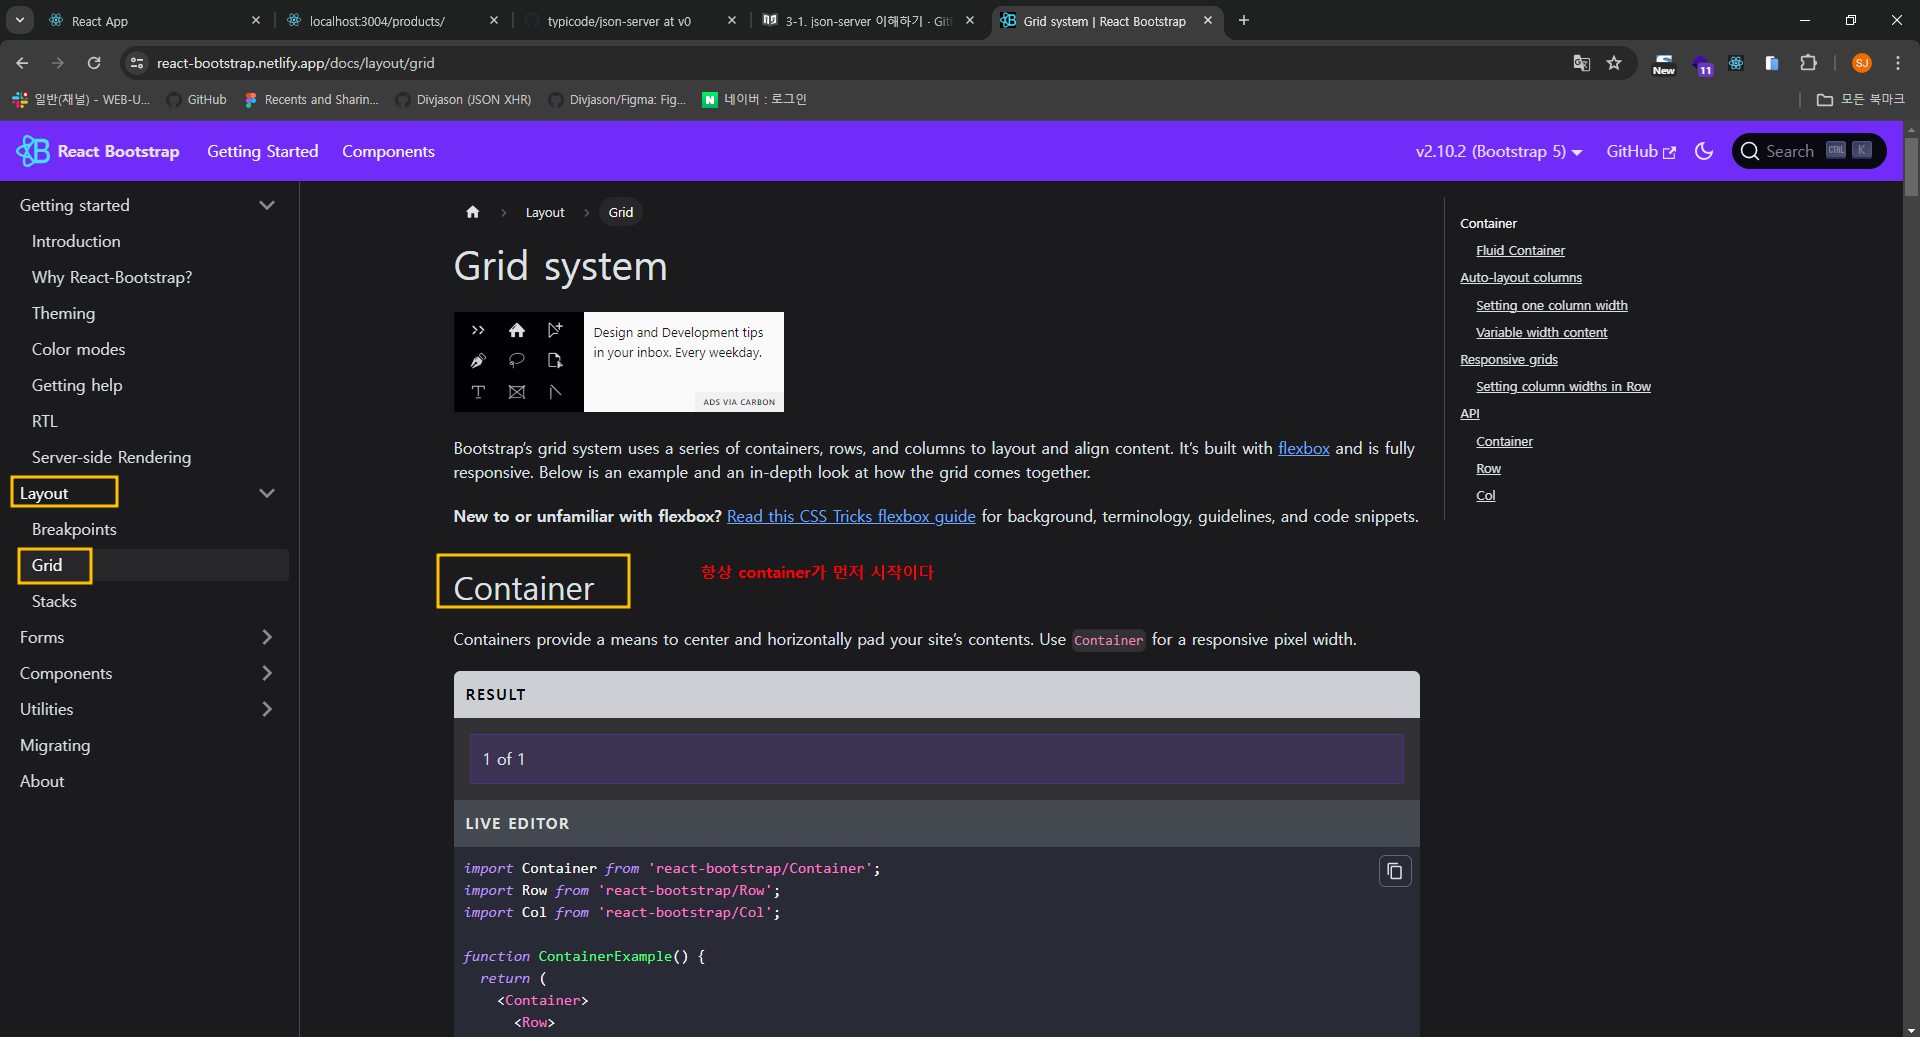 React App
localhost:3004/products/
typicode/json-server at v0
3-1. json-server 이해하기 · Git
Grid system | React Bootstrap
react-bootstrap.netlify.app/docs/layout/grid
New
11
SJ
일반(채널) - WEB-U...
GitHub
Recents and Sharin...
Divjason (JSON XHR)
Divjason/Figma: Fig...
N 네이버 : 로그인
모든 북마크
React Bootstrap
Getting Started
Components
v2.10.2 (Bootstrap 5)
GitHub
Search CTRL K
Getting started
Introduction
Why React-Bootstrap?
Theming
Color modes
Getting help
RTL
Server-side Rendering
Layout
Breakpoints
Grid
Stacks
Forms
Components
Utilities
Migrating
About
Layout
Grid
Grid system
Design and Development tips
in your inbox. Every weekday.
ADS VIA CARBON
Bootstrap's grid system uses a series of containers, rows, and columns to layout and align content. It's built with flexbox and is fully
responsive. Below is an example and an in-depth look at how the grid comes together.
New to or unfamiliar with flexbox? Read this CSS Tricks flexbox guide for background, terminology, guidelines, and code snippets.
Container
항상 container가 먼저 시작이다
Containers provide a means to center and horizontally pad your site's contents. Use Container for a responsive pixel width.
RESULT
1 of 1
LIVE EDITOR
import Container from 'react-bootstrap/Container';
import Row from 'react-bootstrap/Row';
import Col from 'react-bootstrap/Col';
function ContainerExample() {
return (
<Container>
<Row>
Container
Fluid Container
Auto-layout columns
Setting one column width
Variable width content
Responsive grids
Setting column widths in Row
API
Container
Row
Col